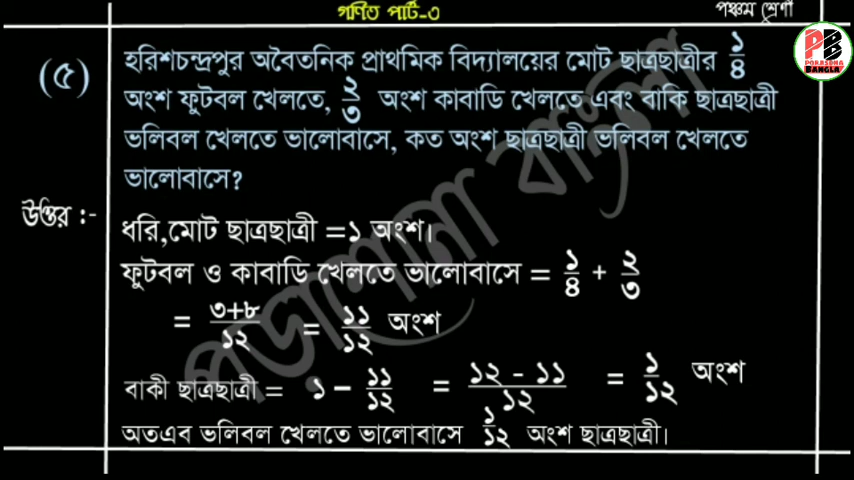 গণিত পার্ট-৩
পঞ্চম শ্রেণী
PB
PORASHA
BANGLA
(৫) হরিশচন্দ্রপুর অবৈতনিক প্রাথমিক বিদ্যালয়ের মোট ছাত্রছাত্রীর ১/৪
অংশ ফুটবল খেলতে, ২/৩ অংশ কাবাডি খেলতে এবং বাকি ছাত্রছাত্রী
ভলিবল খেলতে ভালোবাসে, কত অংশ ছাত্রছাত্রী ভলিবল খেলতে
ভালোবাসে?
উত্তর :-
ধরি,মোট ছাত্রছাত্রী =১ অংশ।
ফুটবল ও কাবাডি খেলতে ভালোবাসে = ১/৪ + ২/৩
= ৩+৮/১২ = ১১/১২ অংশ
বাকী ছাত্রছাত্রী = ১ - ১১/১২ = ১২ - ১১/১২ = ১/১২ অংশ
অতএব ভলিবল খেলতে ভালোবাসে ১/১২ অংশ ছাত্রছাত্রী।
পড়াশোনা বাংলা